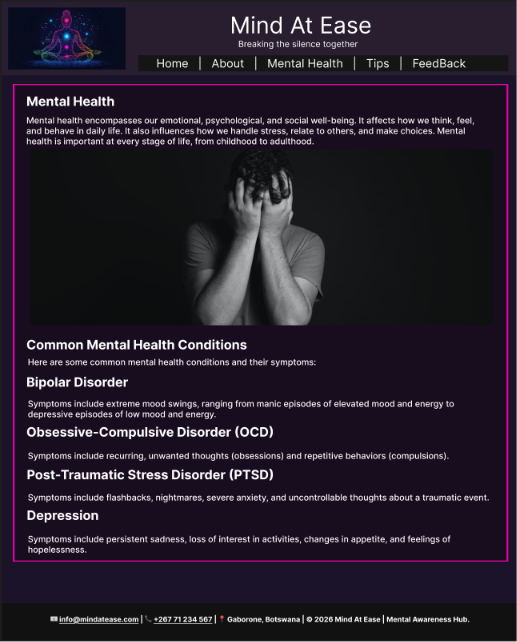 Mind At Ease
Breaking the silence together
Home | About | Mental Health | Tips | FeedBack
Mental Health
Mental health encompasses our emotional, psychological, and social well-being. It affects how we think, feel,
and behave in daily life. It also influences how we handle stress, relate to others, and make choices. Mental
health is important at every stage of life, from childhood to adulthood.
Common Mental Health Conditions
Here are some common mental health conditions and their symptoms:
Bipolar Disorder
Symptoms include extreme mood swings, ranging from manic episodes of elevated mood and energy to
depressive episodes of low mood and energy.
Obsessive-Compulsive Disorder (OCD)
Symptoms include recurring, unwanted thoughts (obsessions) and repetitive behaviors (compulsions).
Post-Traumatic Stress Disorder (PTSD)
Symptoms include flashbacks, nightmares, severe anxiety, and uncontrollable thoughts about a traumatic event.
Depression
Symptoms include persistent sadness, loss of interest in activities, changes in appetite, and feelings of
hopelessness.
📧 info@mindatease.com | 📞 +267 71 234 567 | 📍 Gaborone, Botswana | © 2026 Mind At Ease | Mental Awareness Hub.